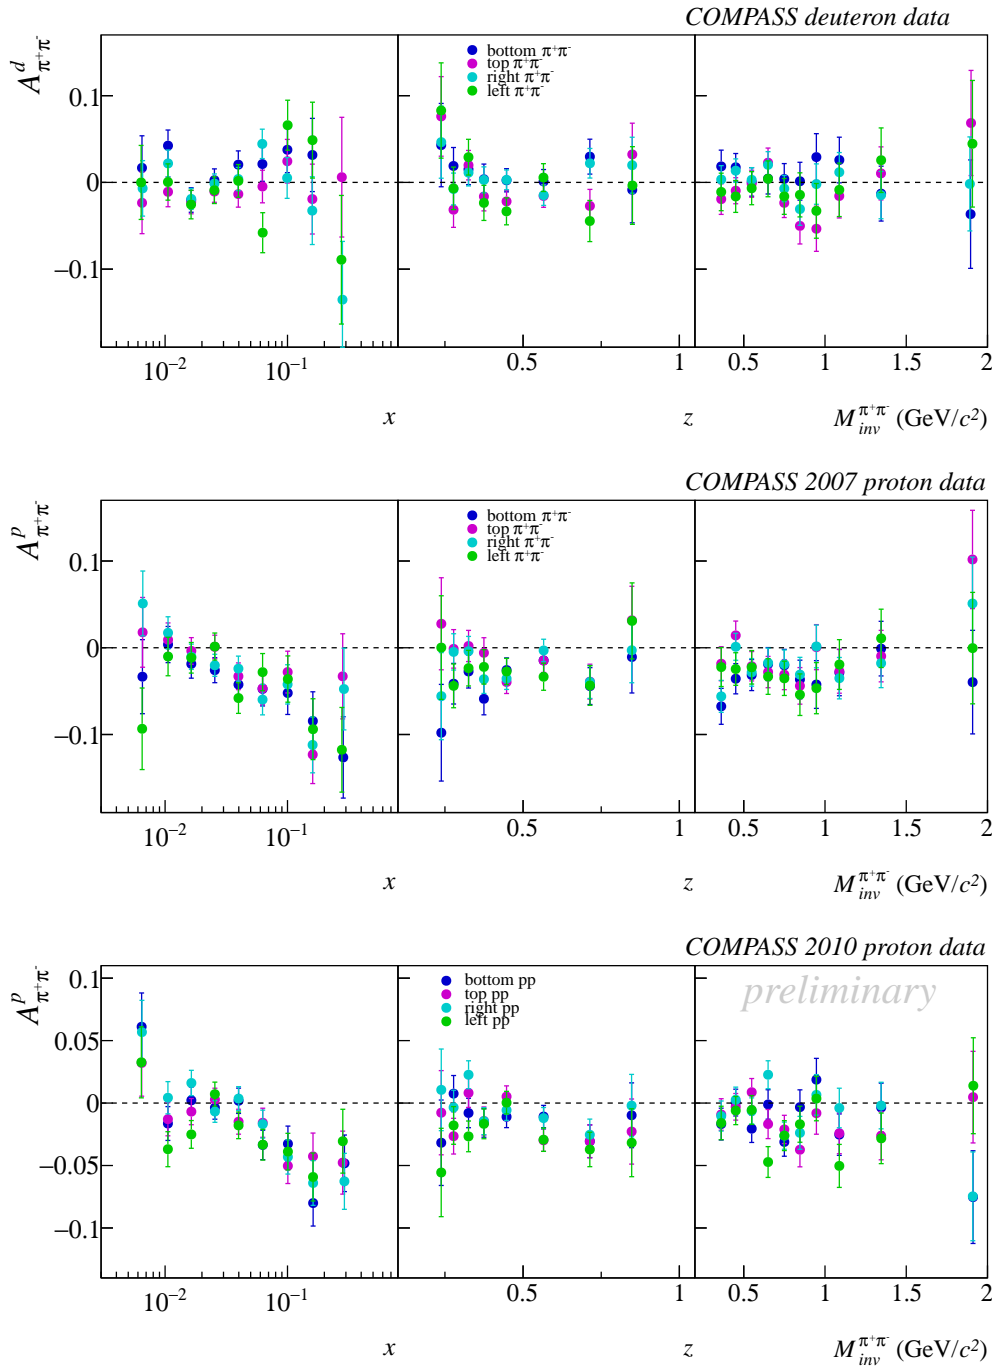 COMPASS deuteron data
A^d_{π⁺π⁻}
bottom π⁺π⁻
top π⁺π⁻
right π⁺π⁻
left π⁺π⁻
0.1
0
−0.1
10⁻² 10⁻¹ 0.5 1 0.5 1 1.5 2
x z M_{inv}^{π⁺π⁻} (GeV/c²)
COMPASS 2007 proton data
A^p_{π⁺π⁻}
bottom π⁺π⁻
top π⁺π⁻
right π⁺π⁻
left π⁺π⁻
0.1
0
−0.1
10⁻² 10⁻¹ 0.5 1 0.5 1 1.5 2
x z M_{inv}^{π⁺π⁻} (GeV/c²)
COMPASS 2010 proton data
A^p_{π⁺π⁻}
preliminary
bottom pp
top pp
right pp
left pp
0.1
0.05
0
−0.05
−0.1
10⁻² 10⁻¹ 0.5 1 0.5 1 1.5 2
x z M_{inv}^{π⁺π⁻} (GeV/c²)